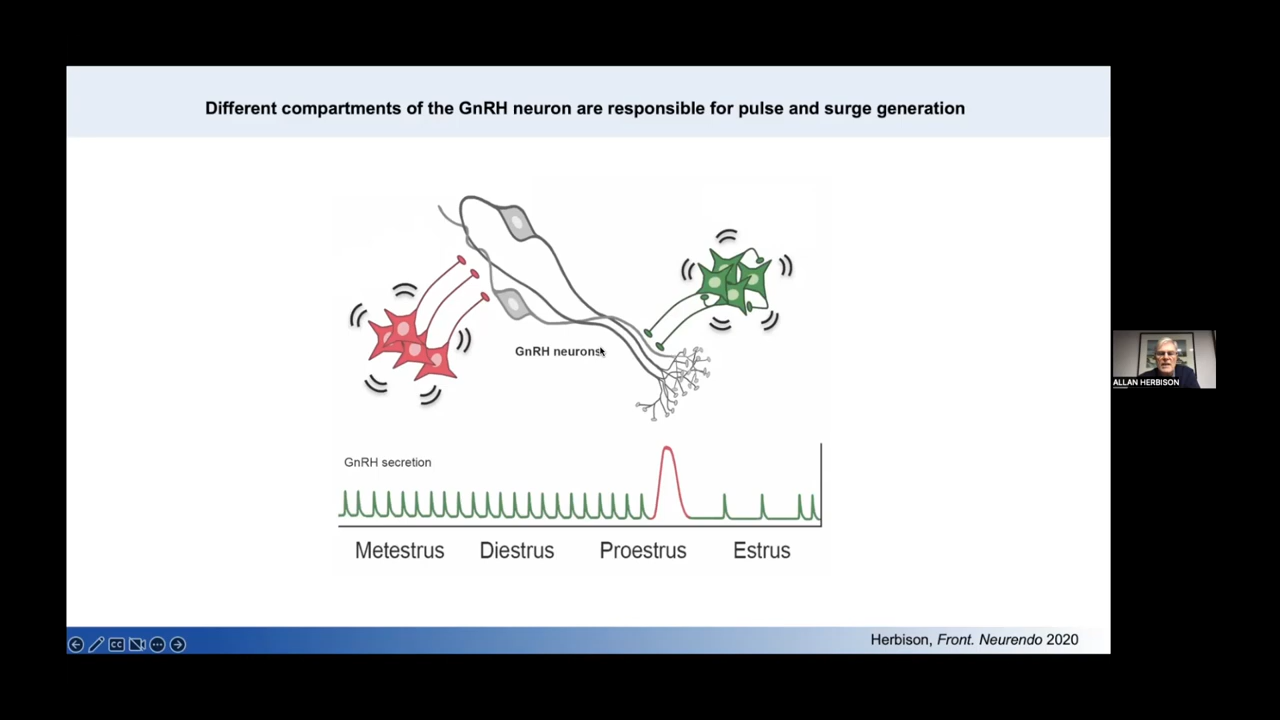 Different compartments of the GnRH neuron are responsible for pulse and surge generation
GnRH neurons
GnRH secretion
Metestrus Diestrus Proestrus Estrus
CC
Herbison, Front. Neurendo 2020
ALLAN HERBISON